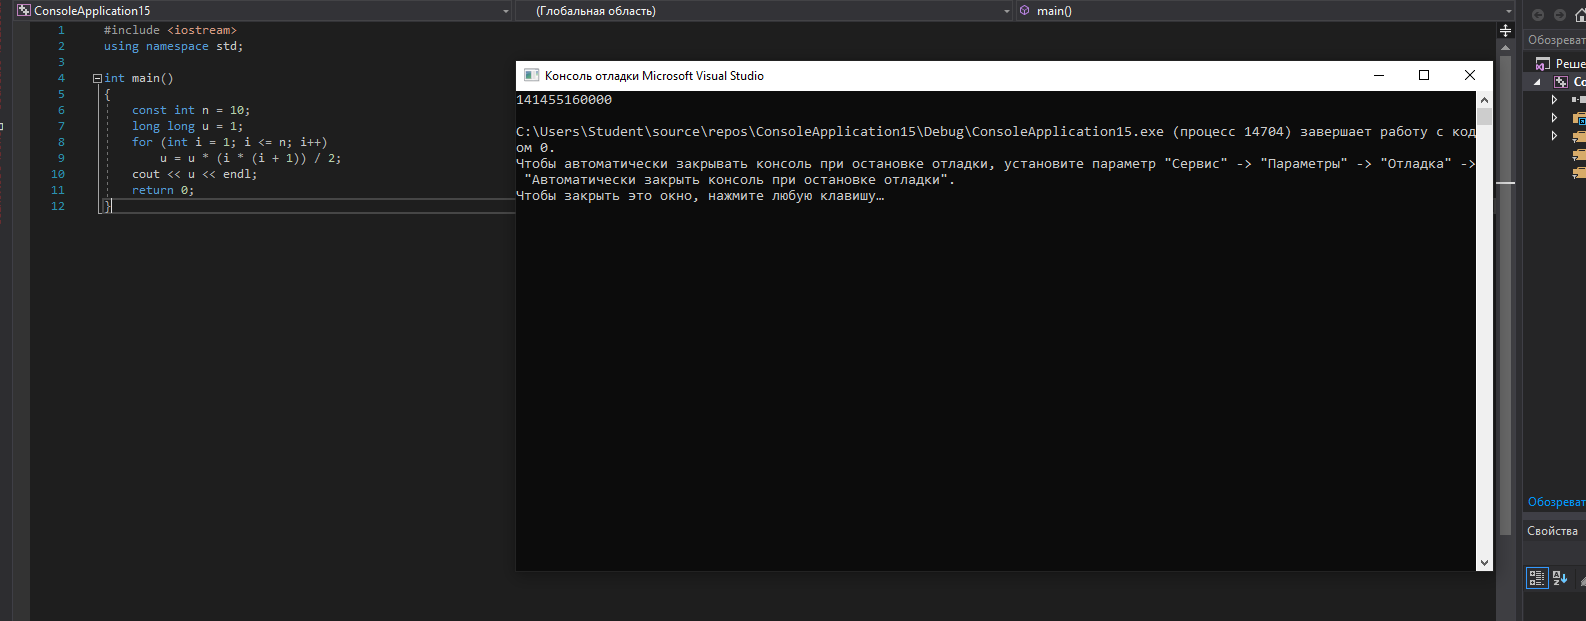 ConsoleApplication15
(Глобальная область)
main()
1 #include <iostream>
2 using namespace std;
3
4 int main()
5 {
6 const int n = 10;
7 long long u = 1;
8 for (int i = 1; i <= n; i++)
9 u = u * (i * (i + 1)) / 2;
10 cout << u << endl;
11 return 0;
12 }
Консоль отладки Microsoft Visual Studio
141455160000
C:\Users\Student\source\repos\ConsoleApplication15\Debug\ConsoleApplication15.exe (процесс 14704) завершает работу с код
ом 0.
Чтобы автоматически закрывать консоль при остановке отладки, установите параметр "Сервис" -> "Параметры" -> "Отладка" ->
"Автоматически закрыть консоль при остановке отладки".
Чтобы закрыть это окно, нажмите любую клавишу…
Обозреват
Реше
Co
Обозреват
Свойства